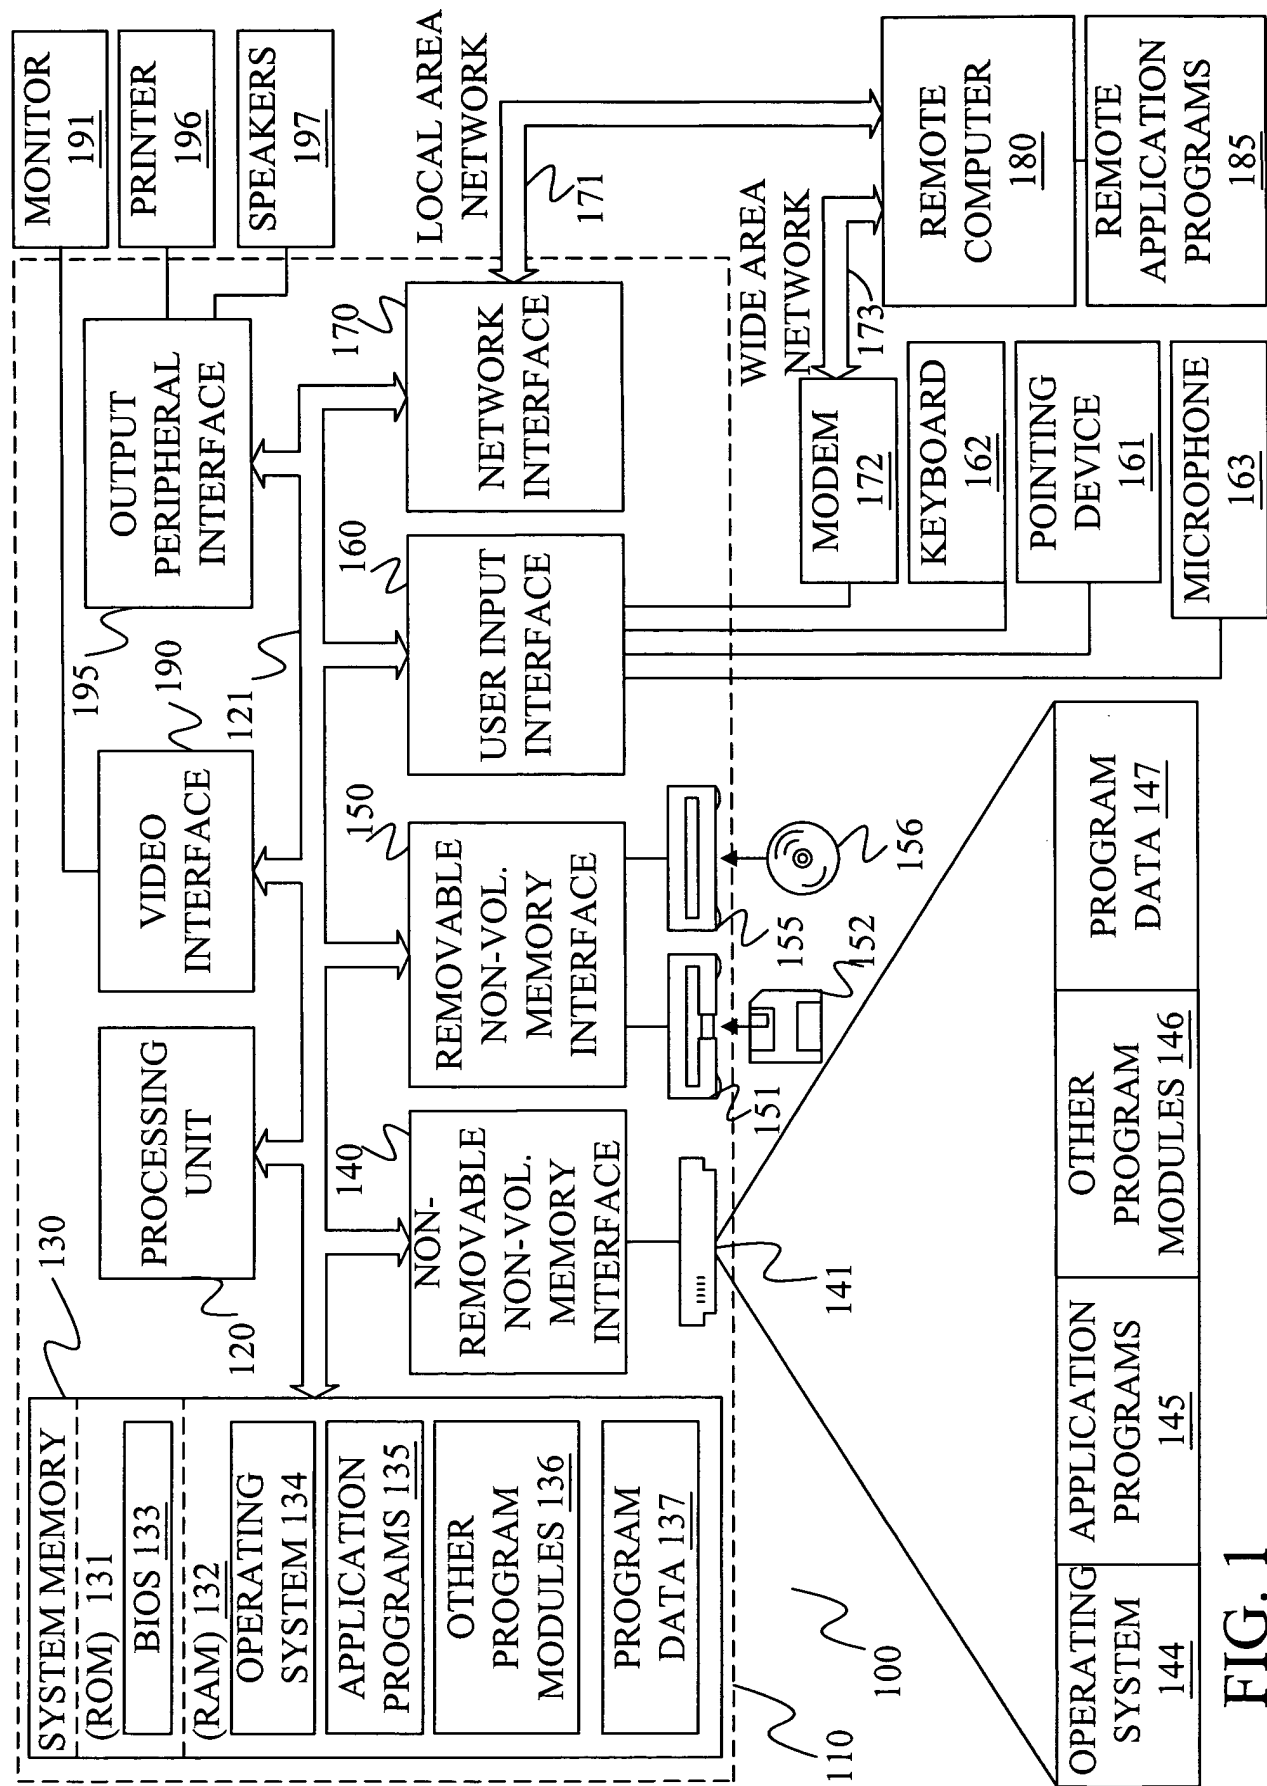 SYSTEM MEMORY
(ROM) 131
BIOS 133
(RAM) 132
OPERATING
SYSTEM 134
APPLICATION
PROGRAMS 135
OTHER
PROGRAM
MODULES 136
PROGRAM
DATA 137
130
120
PROCESSING
UNIT
VIDEO
INTERFACE
190
121
195
OUTPUT
PERIPHERAL
INTERFACE
MONITOR
191
PRINTER
196
SPEAKERS
197
140
NON-
REMOVABLE
NON-VOL.
MEMORY
INTERFACE
150
REMOVABLE
NON-VOL.
MEMORY
INTERFACE
160
USER INPUT
INTERFACE
170
NETWORK
INTERFACE
LOCAL AREA
NETWORK
171
141
151
152
155
156
WIDE AREA
NETWORK
173
MODEM
172
KEYBOARD
162
POINTING
DEVICE
161
MICROPHONE
163
REMOTE
COMPUTER
180
REMOTE
APPLICATION
PROGRAMS
185
110
100
OPERATING
SYSTEM
144
APPLICATION
PROGRAMS
145
OTHER
PROGRAM
MODULES 146
PROGRAM
DATA 147
FIG. 1